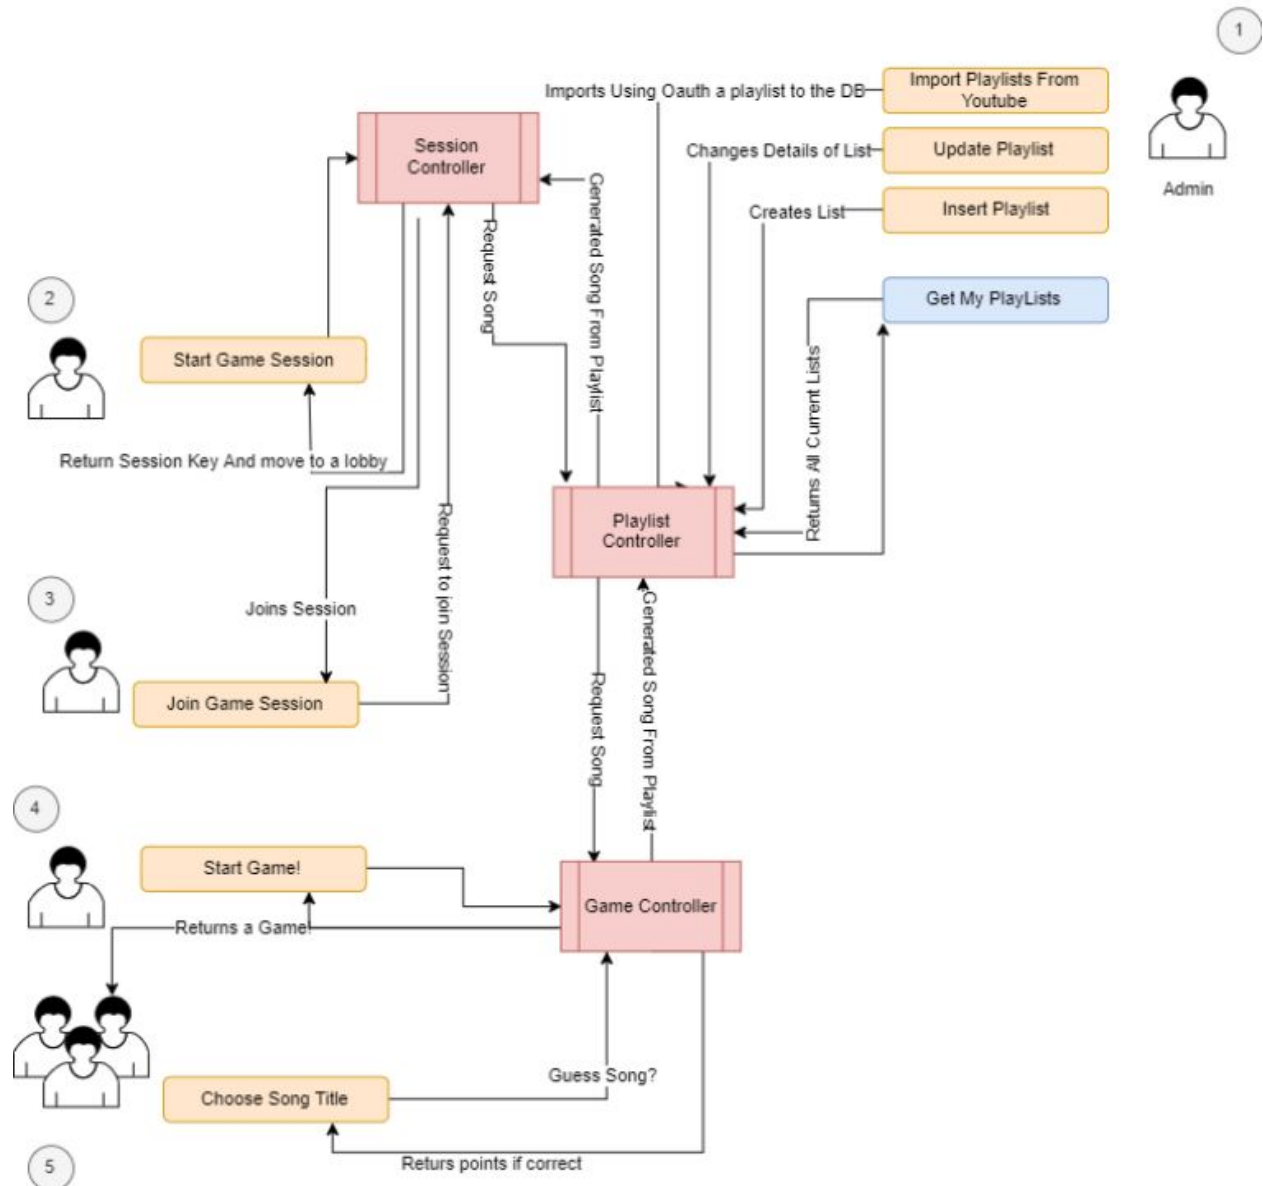 1
Imports Using Oauth a playlist to the DB
Import Playlists From
Youtube
Session
Controller
Changes Details of List
Update Playlist
Admin
Creates List
Insert Playlist
Generated Song From Playlist
Request Song
2
Get My PlayLists
Start Game Session
Returns All Current Lists
Return Session Key And move to a lobby
Request to join Session
Playlist
Controller
3
Joins Session
Join Game Session
Request Song
Generated Song From Playlist
4
Start Game!
Game Controller
Returns a Game!
Guess Song?
Choose Song Title
5
Returs points if correct